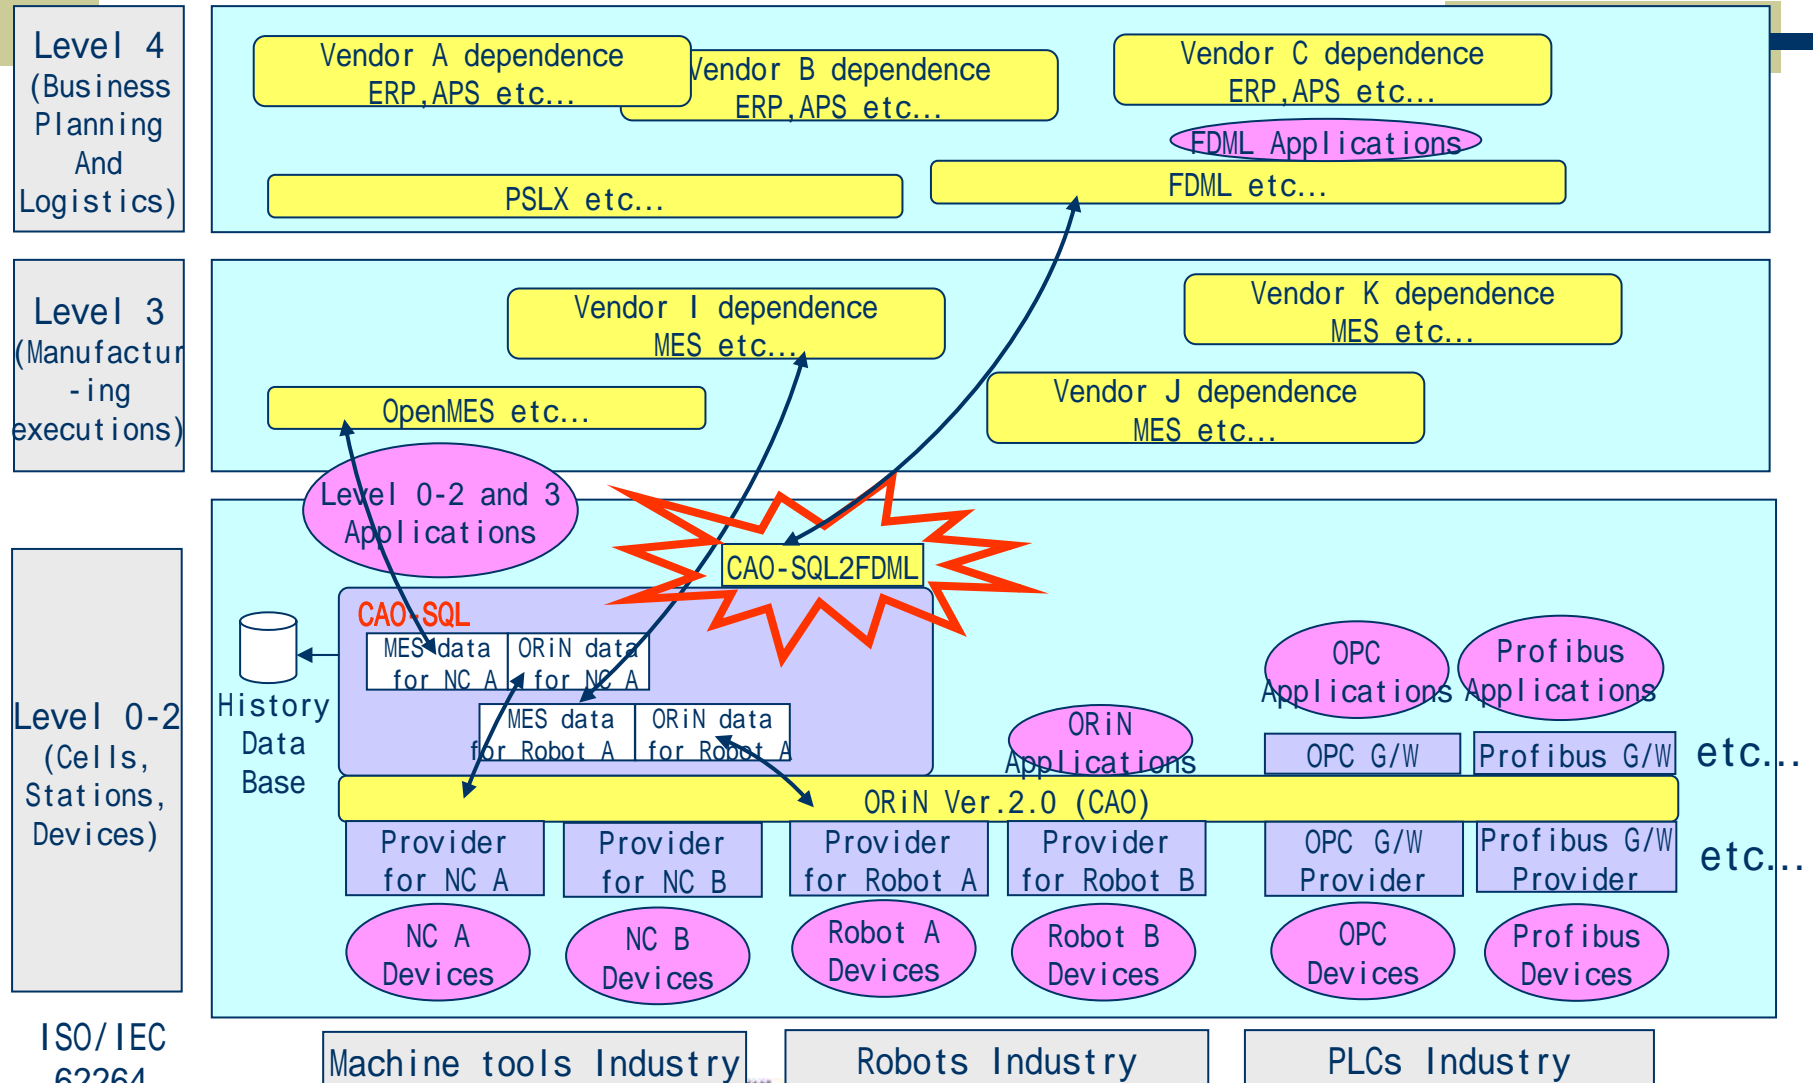 Level 4
(Business
Planning
And
Logistics)
Vendor A dependence
ERP,APS etc...
Vendor B dependence
ERP,APS etc...
Vendor C dependence
ERP,APS etc...
FDML Applications
PSLX etc...
FDML etc...
Level 3
(Manufactur
-ing
executions)
Vendor I dependence
MES etc...
Vendor K dependence
MES etc...
OpenMES etc...
Vendor J dependence
MES etc...
Level 0-2 and 3
Applications
CAO-SQL2FDML
CAO-SQL
MES data
for NC A
ORiN data
for NC A
MES data
for Robot A
ORiN data
for Robot A
History
Data
Base
Level 0-2
(Cells,
Stations,
Devices)
ORiN
Applications
OPC
Applications
Profibus
Applications
OPC G/W
Profibus G/W
etc...
ORiN Ver.2.0 (CAO)
Provider
for NC A
Provider
for NC B
Provider
for Robot A
Provider
for Robot B
OPC G/W
Provider
Profibus G/W
Provider
etc...
NC A
Devices
NC B
Devices
Robot A
Devices
Robot B
Devices
OPC
Devices
Profibus
Devices
ISO/IEC
62264
Machine tools Industry
Robots Industry
PLCs Industry